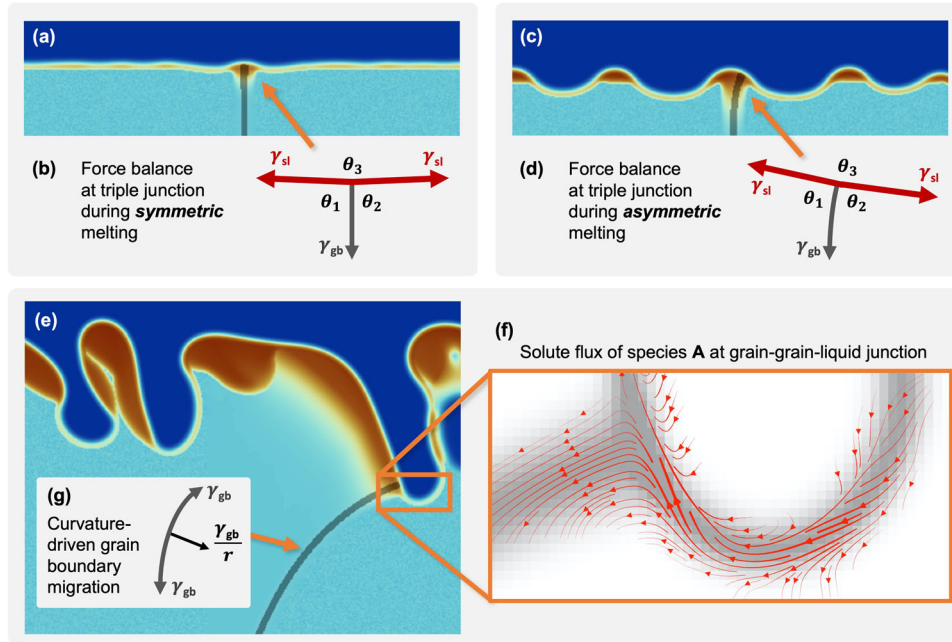 (a)
(b)
Force balance
at triple junction
during symmetric
melting
γsl
θ3
γsl
θ1
θ2
γgb
(c)
(d)
Force balance
at triple junction
during asymmetric
melting
γsl
θ3
γsl
θ1
θ2
γgb
(e)
(f)
Solute flux of species A at grain-grain-liquid junction
(g)
Curvature-
driven grain
boundary
migration
γgb
γgb
r
γgb